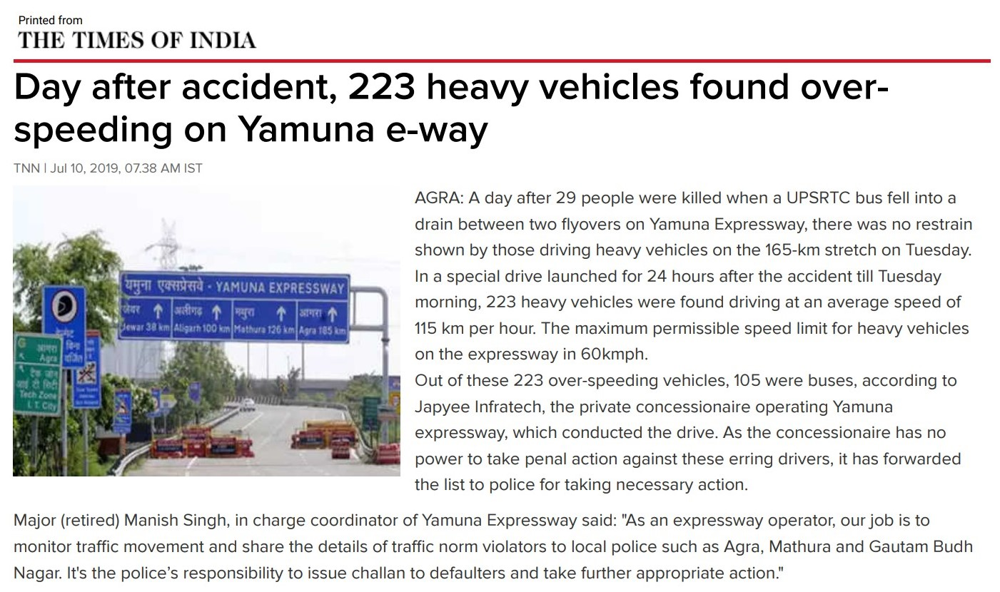 Printed from
THE TIMES OF INDIA
Day after accident, 223 heavy vehicles found over-
speeding on Yamuna e-way
TNN | Jul 10, 2019, 07.38 AM IST
यमुना एक्सप्रेसवे - YAMUNA EXPRESSWAY
जेवर अलीगढ़ मथुरा आगरा
Jewar 38 km Aligarh 100 km Mathura 126 km Agra 185 km
हेल्मेट
बिना
वर्जित
आगरा
Agra
टेक जोन
आई टी सिटी
Tech Zone
I.T. City
AGRA: A day after 29 people were killed when a UPSRTC bus fell into a
drain between two flyovers on Yamuna Expressway, there was no restrain
shown by those driving heavy vehicles on the 165-km stretch on Tuesday.
In a special drive launched for 24 hours after the accident till Tuesday
morning, 223 heavy vehicles were found driving at an average speed of
115 km per hour. The maximum permissible speed limit for heavy vehicles
on the expressway in 60kmph.
Out of these 223 over-speeding vehicles, 105 were buses, according to
Japyee Infratech, the private concessionaire operating Yamuna
expressway, which conducted the drive. As the concessionaire has no
power to take penal action against these erring drivers, it has forwarded
the list to police for taking necessary action.
Major (retired) Manish Singh, in charge coordinator of Yamuna Expressway said: "As an expressway operator, our job is to
monitor traffic movement and share the details of traffic norm violators to local police such as Agra, Mathura and Gautam Budh
Nagar. It's the police’s responsibility to issue challan to defaulters and take further appropriate action."